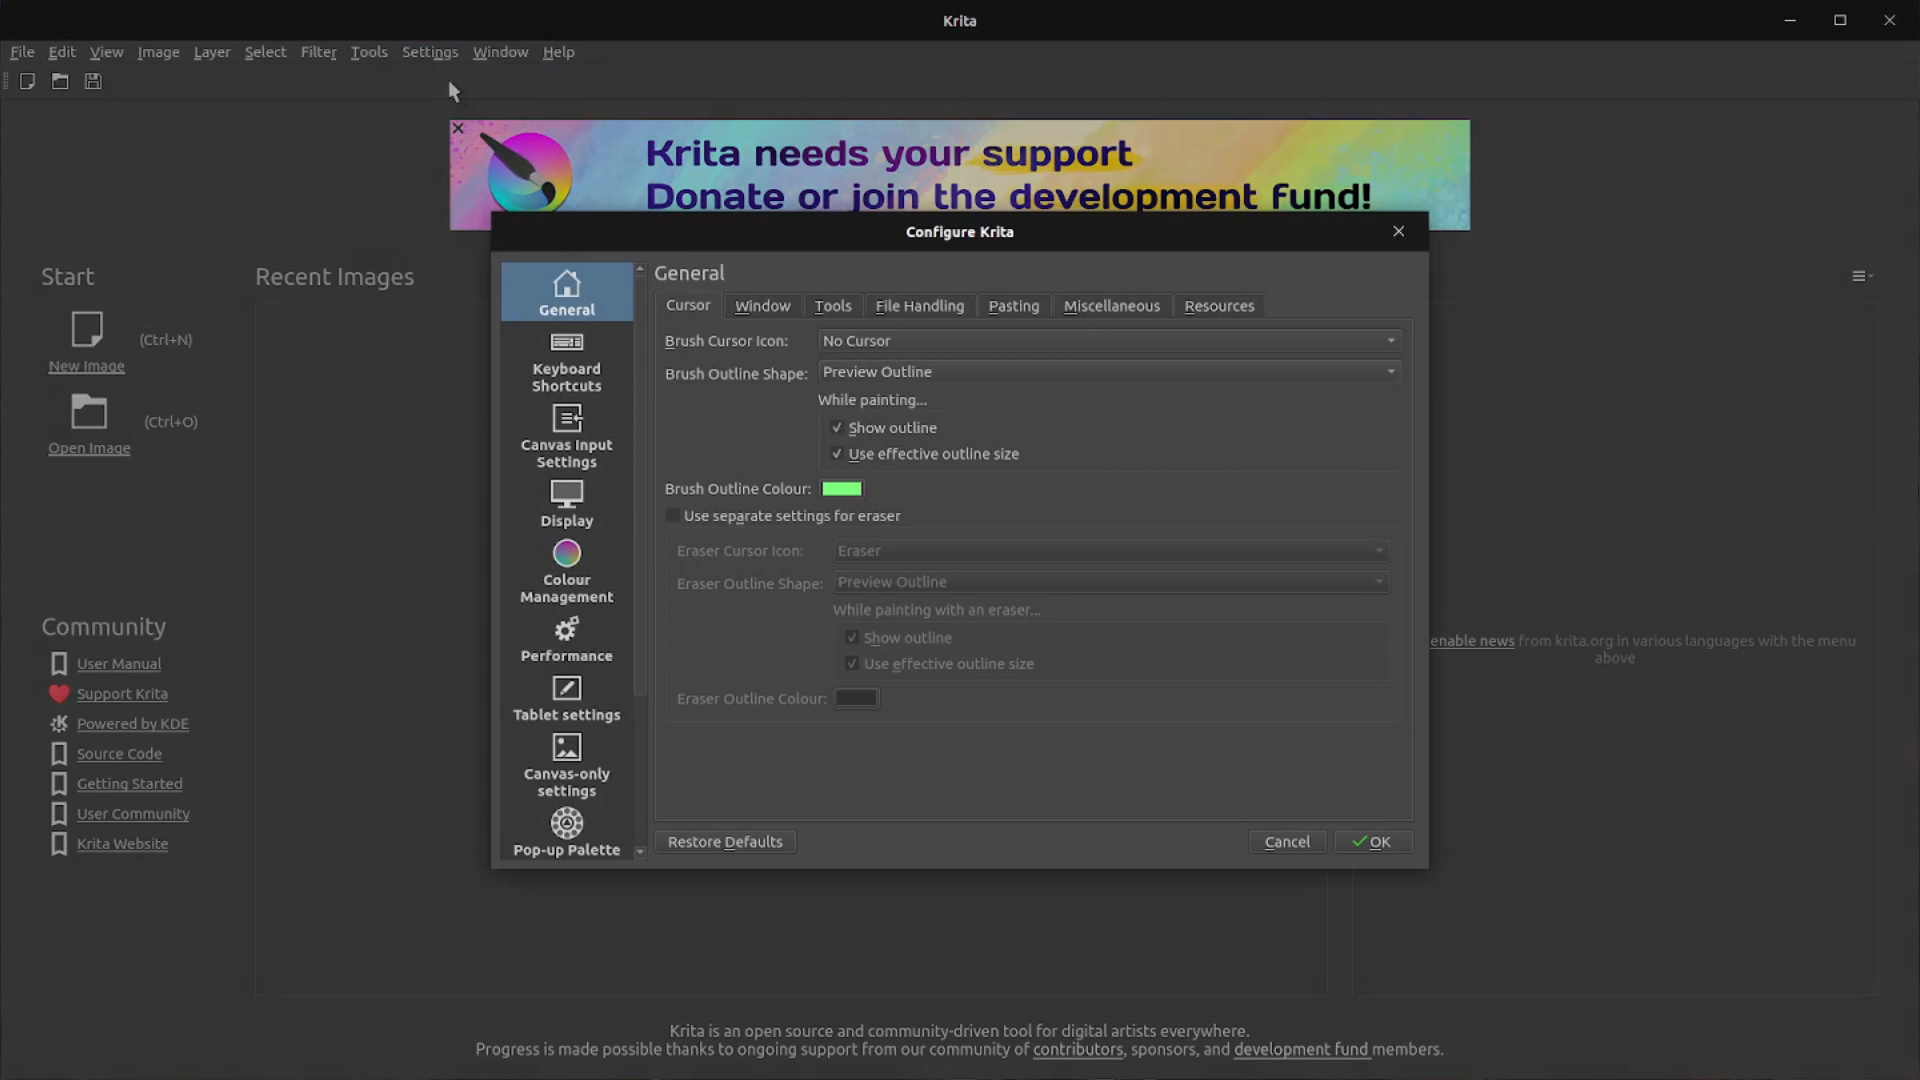 Krita
File Edit View Image Layer Select Filter Tools Settings Window Help
Krita needs your support
Donate or join the development fund!
Start
New Image (Ctrl+N)
Open Image (Ctrl+O)
Recent Images
Community
User Manual
Support Krita
Powered by KDE
Source Code
Getting Started
User Community
Krita Website
Configure Krita
General
Keyboard
Shortcuts
Canvas Input
Settings
Display
Colour
Management
Performance
Tablet settings
Canvas-only
settings
Pop-up Palette
General
Cursor Window Tools File Handling Pasting Miscellaneous Resources
Brush Cursor Icon: No Cursor
Brush Outline Shape: Preview Outline
While painting...
Show outline
Use effective outline size
Brush Outline Colour:
Use separate settings for eraser
Eraser Cursor Icon: Eraser
Eraser Outline Shape: Preview Outline
While painting with an eraser...
Show outline
Use effective outline size
Eraser Outline Colour:
Restore Defaults Cancel OK
enable news from krita.org in various languages with the menu
above
Krita is an open source and community-driven tool for digital artists everywhere.
Progress is made possible thanks to ongoing support from our community of contributors, sponsors, and development fund members.